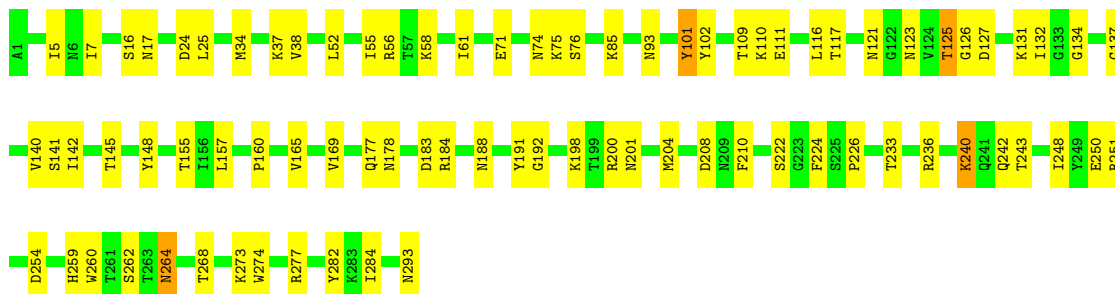 A1 I5 N6 I7 S16 N17 D24 L25 M34 K37 V38 L52 I55 R56 T57 K58 I61 E71 N74 K75 S76 K85 N93 Y101 Y102 T109 K110 E111 L116 T117 N121 G122 N123 V124 T125 G126 D127 K131 I132 G133 G134
V140 S141 I142 T145 Y148 T155 I156 L157 P160 V165 V169 Q177 N178 D183 R184 N188 Y191 G192 K198 T199 R200 N201 M204 D208 N209 F210 S222 G223 F224 S225 P226 T233 R236 K240 Q241 Q242 T243 I248 Y249 E250
D254 H259 W260 T261 S262 T263 N264 T268 K273 W274 R277 Y282 K283 I284 N293